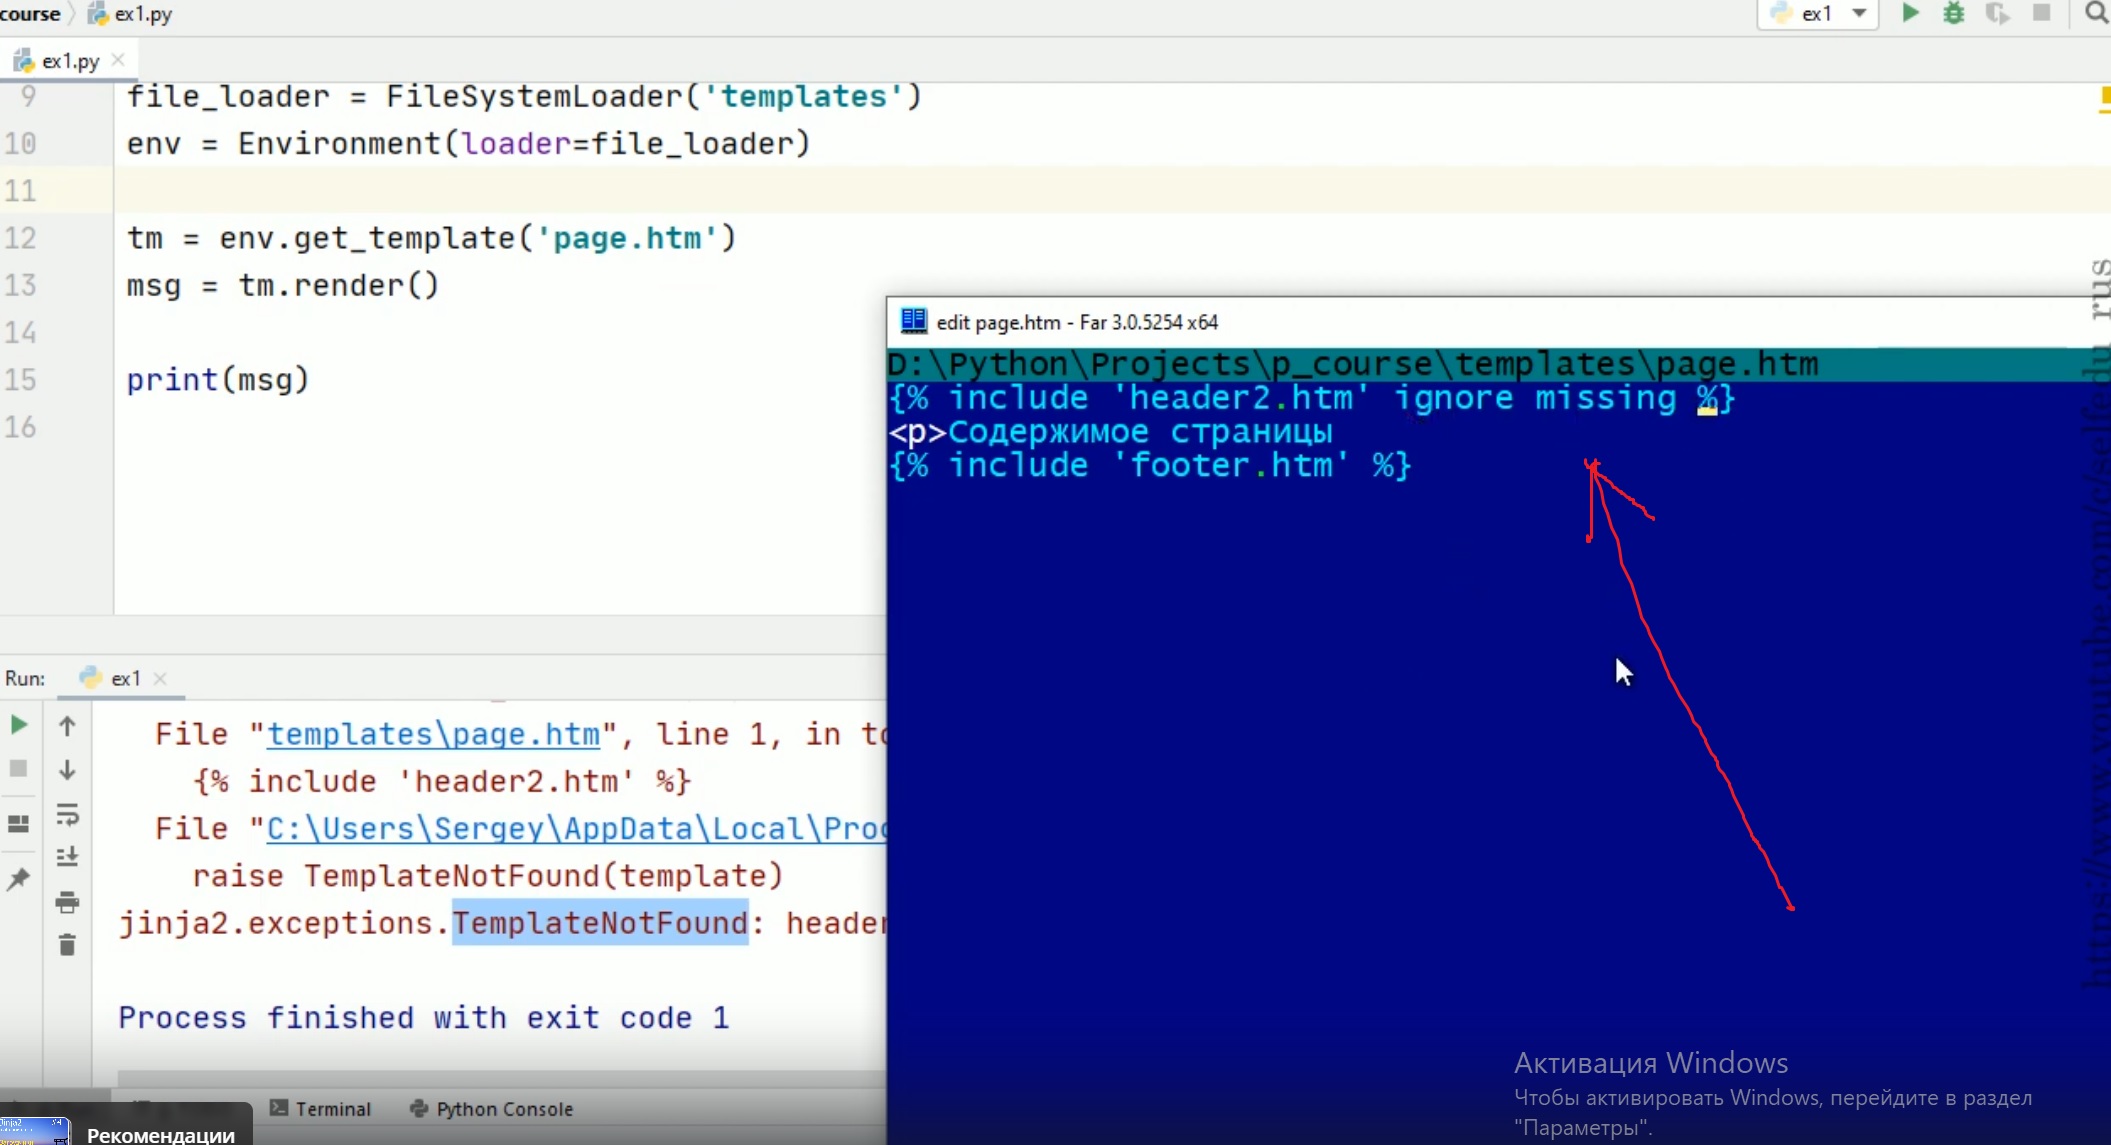 course 〉 ex1.py
ex1
ex1.py
9 file_loader = FileSystemLoader('templates')
10 env = Environment(loader=file_loader)
11
12 tm = env.get_template('page.htm')
13 msg = tm.render()
14
15 print(msg)
16
edit page.htm - Far 3.0.5254 x64
D:\Python\Projects\p_course\templates\page.htm
{% include 'header2.htm' ignore missing %}
<p>Содержимое страницы
{% include 'footer.htm' %}
Run: ex1
File "templates\page.htm", line 1, in
{% include 'header2.htm' %}
File "C:\Users\Sergey\AppData\Local\
raise TemplateNotFound(template)
jinja2.exceptions.TemplateNotFound: header
Process finished with exit code 1
Terminal Python Console
Рекомендации
Активация Windows
Чтобы активировать Windows, перейдите в раздел
"Параметры".
https://www.youtube.com/c/selfedu_rus